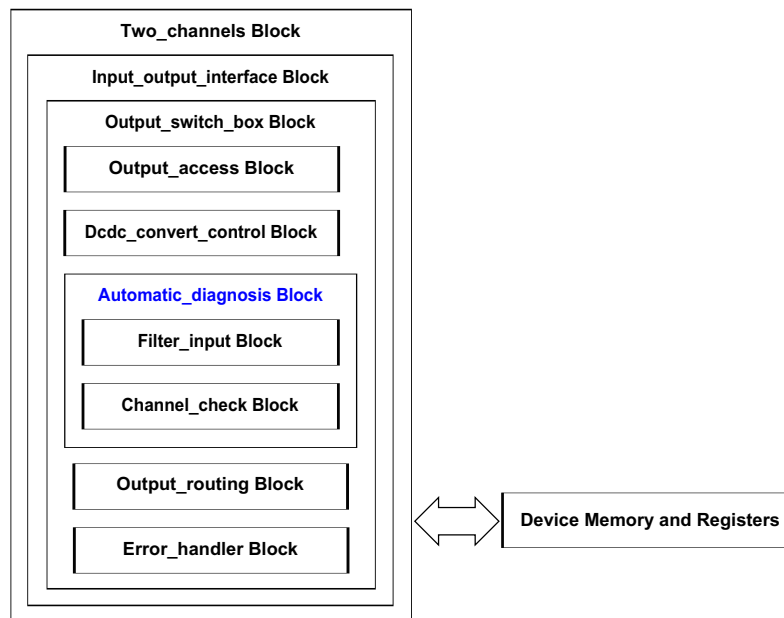 Two_channels Block
Input_output_interface Block
Output_switch_box Block
Output_access Block
Dcdc_convert_control Block
Automatic_diagnosis Block
Filter_input Block
Channel_check Block
Output_routing Block
Error_handler Block
Device Memory and Registers